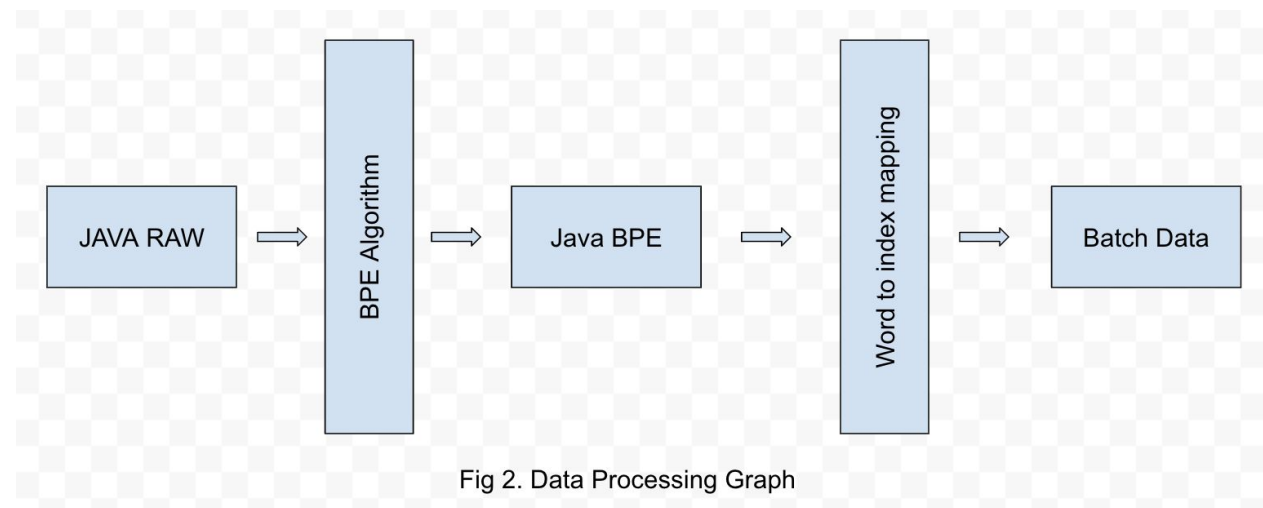 JAVA RAW
BPE Algorithm
Java BPE
Word to index mapping
Batch Data
Fig 2. Data Processing Graph